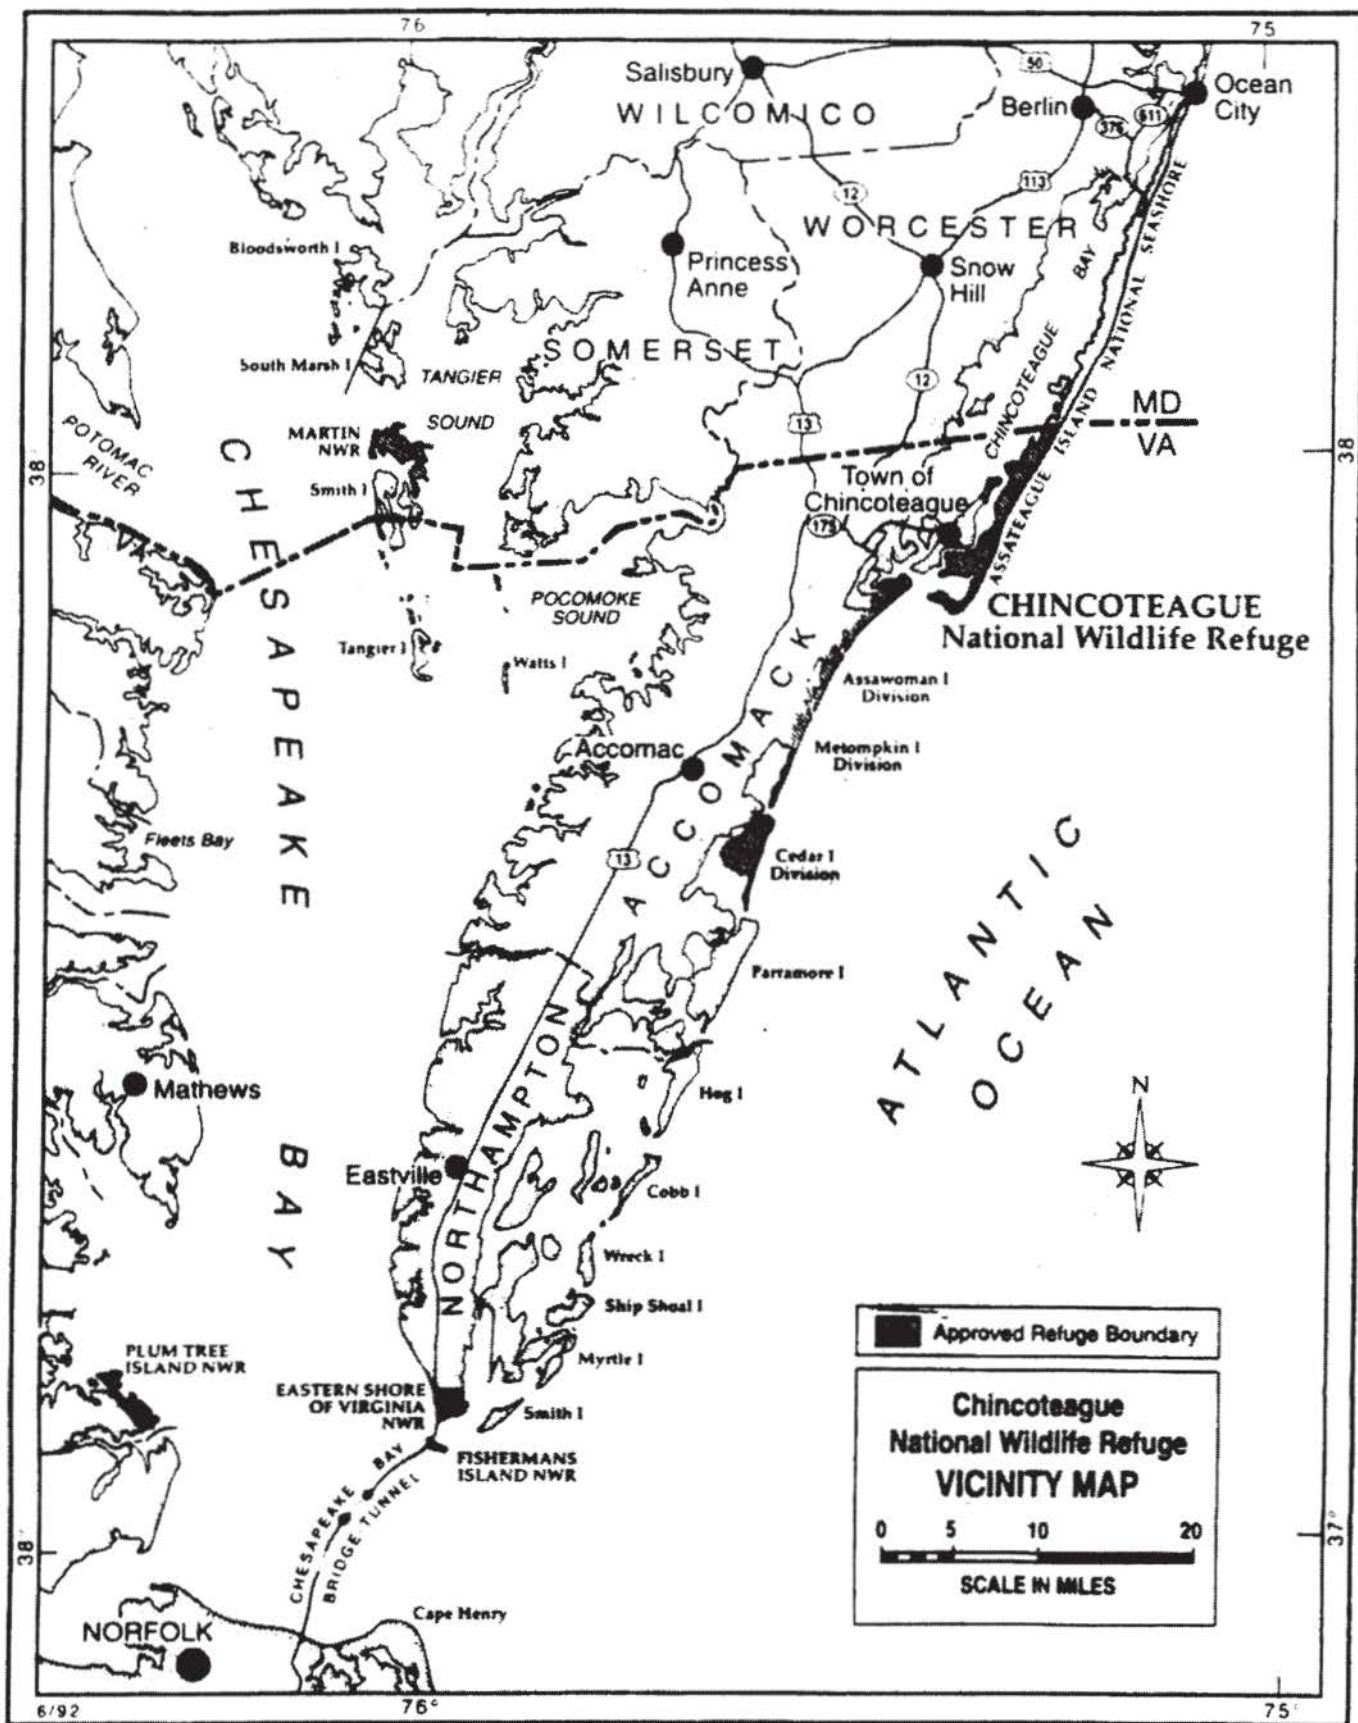 76
75
Salisbury
50
Ocean
City
WILCOMICO
Berlin
376
611
12
113
WORCESTER
Bloodsworth I
Princess
Anne
Snow
Hill
BAY
CHINCOTEAGUE
ASSATEAGUE ISLAND NATIONAL SEASHORE
South Marsh I
SOMERSET
TANGIER
SOUND
12
13
MD
VA
POTOMAC
RIVER
MARTIN
NWR
38°
38
Smith I
Town of
Chincoteague
175
VA
CHESAPEAKE
BAY
POCOMOKE
SOUND
CHINCOTEAGUE
National Wildlife Refuge
Tangier I
Watts I
Assawoman I
Division
ACCOMACK
Metompkin I
Division
Accomac
Fleets Bay
13
Cedar I
Division
ATLANTIC
OCEAN
Parramore I
NORTHAMPTON
Mathews
Hog I
N
Eastville
Cobb I
Wreck I
Ship Shoal I
Myrtle I
PLUM TREE
ISLAND NWR
EASTERN SHORE
OF VIRGINIA
NWR
Smith I
FISHERMANS
ISLAND NWR
CHESAPEAKE BAY
BRIDGE-TUNNEL
Approved Refuge Boundary
Chincoteague
National Wildlife Refuge
VICINITY MAP
0 5 10 20
SCALE IN MILES
38°
37°
Cape Henry
NORFOLK
6/92
76°
75°